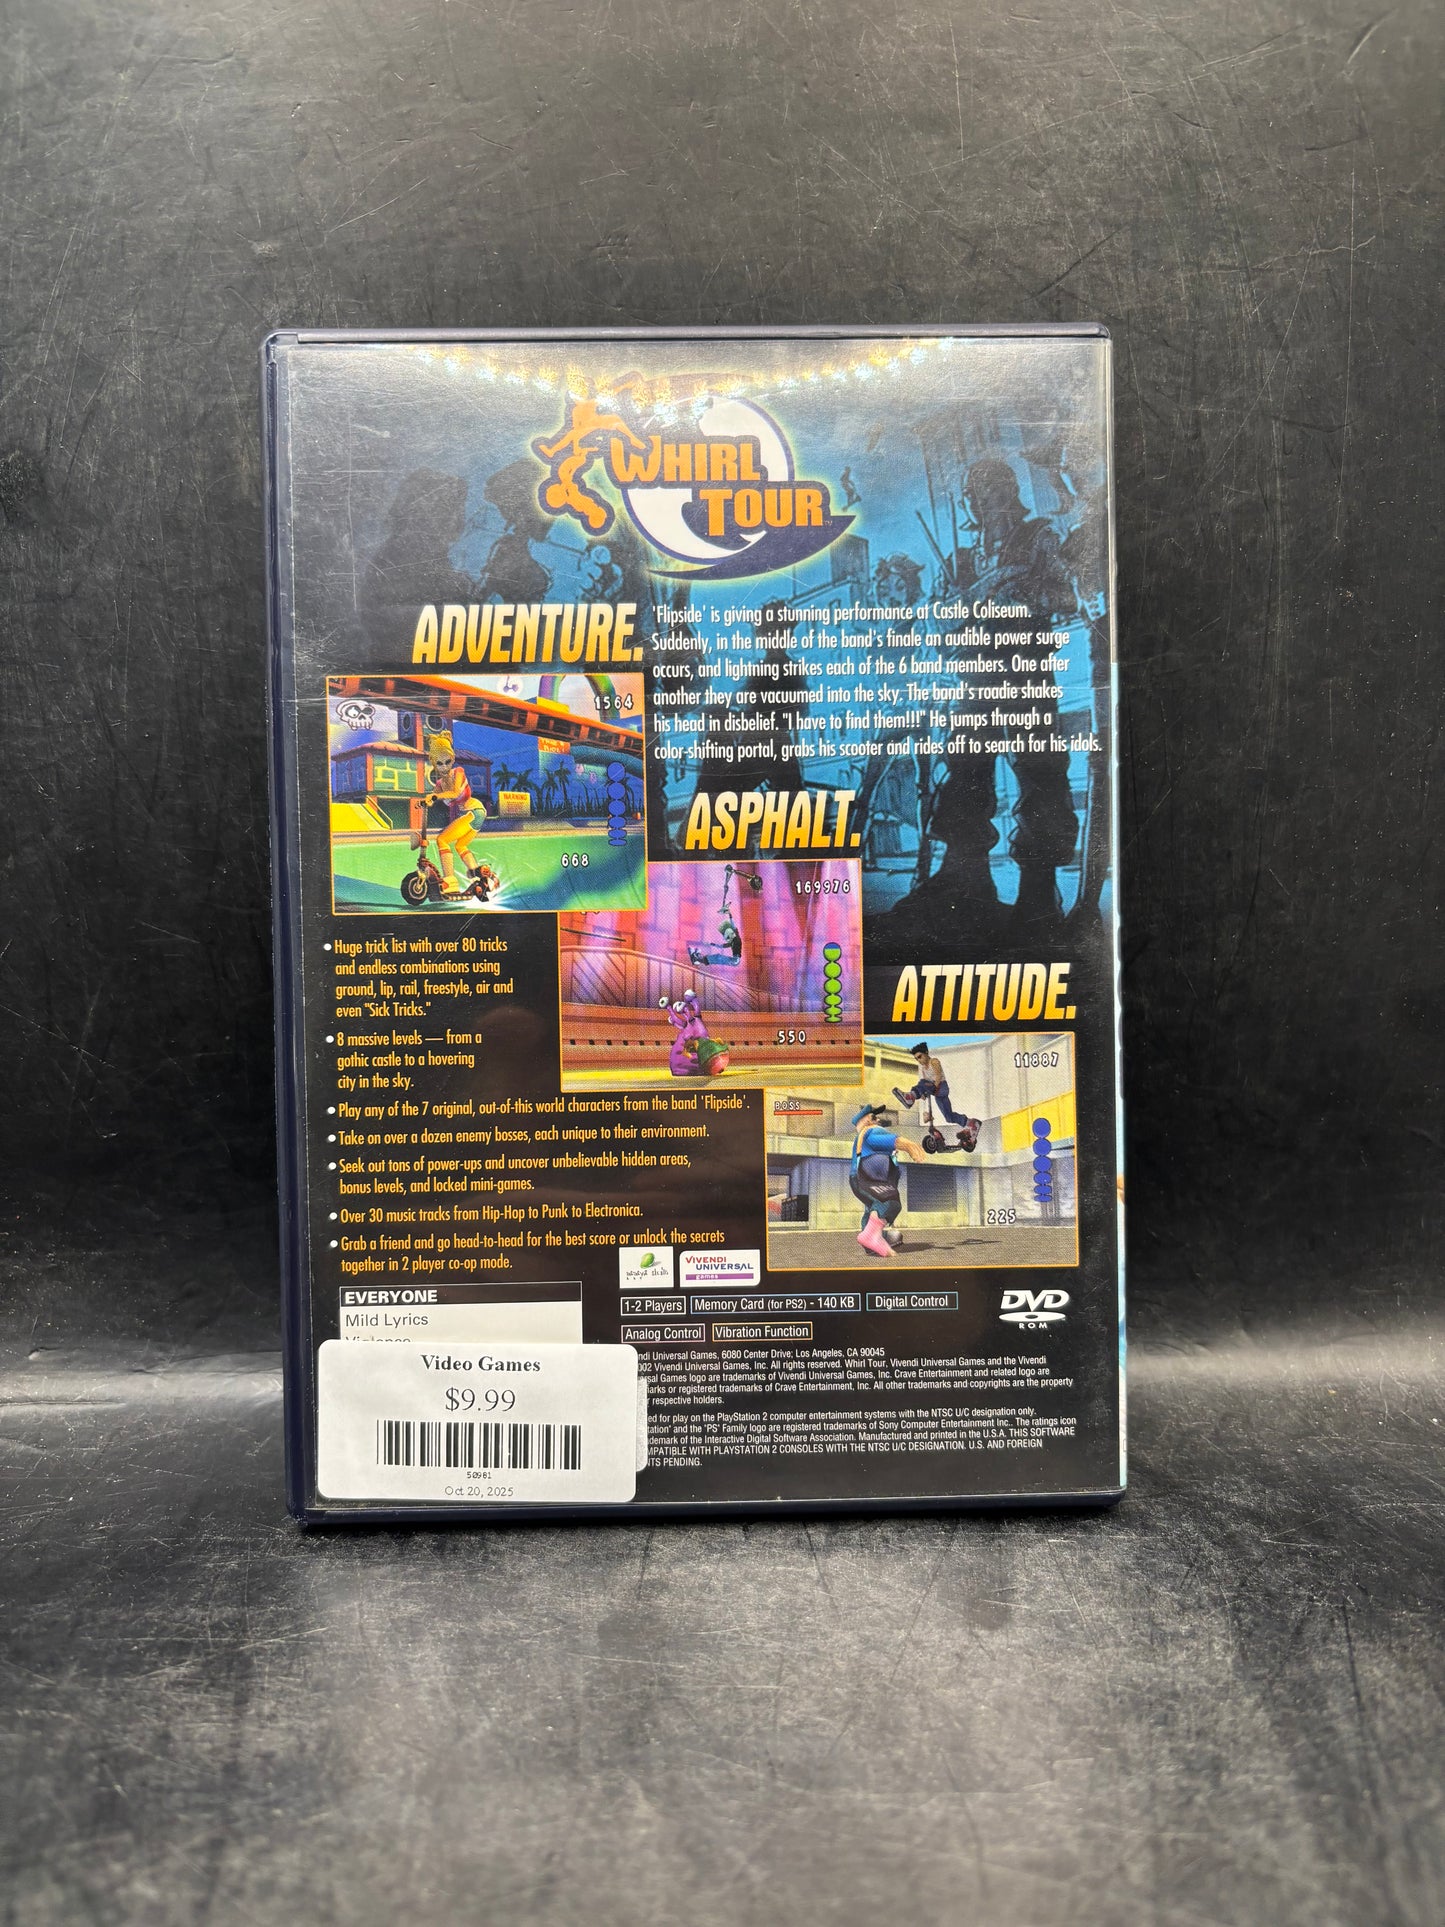 WHIRL
TOUR
ADVENTURE.
'Flipside' is giving a stunning performance at Castle Coliseum.
Suddenly, in the middle of the band's finale an audible power surge
occurs, and lightning strikes each of the 6 band members. One after
another they are vacuumed into the sky. The band's roadie shakes
his head in disbelief. "I have to find them!!!" He jumps through a
color-shifting portal, grabs his scooter and rides off to search for his idols.
1564
WARNING
668
ASPHALT.
169976
550
ATTITUDE.
11887
BOSS
225
• Huge trick list with over 80 tricks
and endless combinations using
ground, lip, rail, freestyle, air and
even "Sick Tricks."
• 8 massive levels — from a
gothic castle to a hovering
city in the sky.
• Play any of the 7 original, out-of-this world characters from the band 'Flipside'.
• Take on over a dozen enemy bosses, each unique to their environment.
• Seek out tons of power-ups and uncover unbelievable hidden areas,
bonus levels, and locked mini-games.
• Over 30 music tracks from Hip-Hop to Punk to Electronica.
• Grab a friend and go head-to-head for the best score or unlock the secrets
together in 2 player co-op mode.
VIVENDI
UNIVERSAL
games
EVERYONE
Mild Lyrics
Violence
1-2 Players
Memory Card (for PS2) - 140 KB
Digital Control
Analog Control
Vibration Function
DVD
ROM
ndi Universal Games, 6080 Center Drive; Los Angeles, CA 90045
002 Vivendi Universal Games, Inc. All rights reserved. Whirl Tour, Vivendi Universal Games and the Vivendi
rsal Games logo are trademarks of Vivendi Universal Games, Inc. Crave Entertainment and related logo are
arks or registered trademarks of Crave Entertainment, Inc. All other trademarks and copyrights are the property
r respective holders.
ed for play on the PlayStation 2 computer entertainment systems with the NTSC U/C designation only.
tation" and the "PS" Family logo are registered trademarks of Sony Computer Entertainment Inc.. The ratings icon
demark of the Interactive Digital Software Association. Manufactured and printed in the U.S.A. THIS SOFTWARE
MPATIBLE WITH PLAYSTATION 2 CONSOLES WITH THE NTSC U/C DESIGNATION. U.S. AND FOREIGN
NTS PENDING.
Video Games
$9.99
50981
Oct 20, 2025